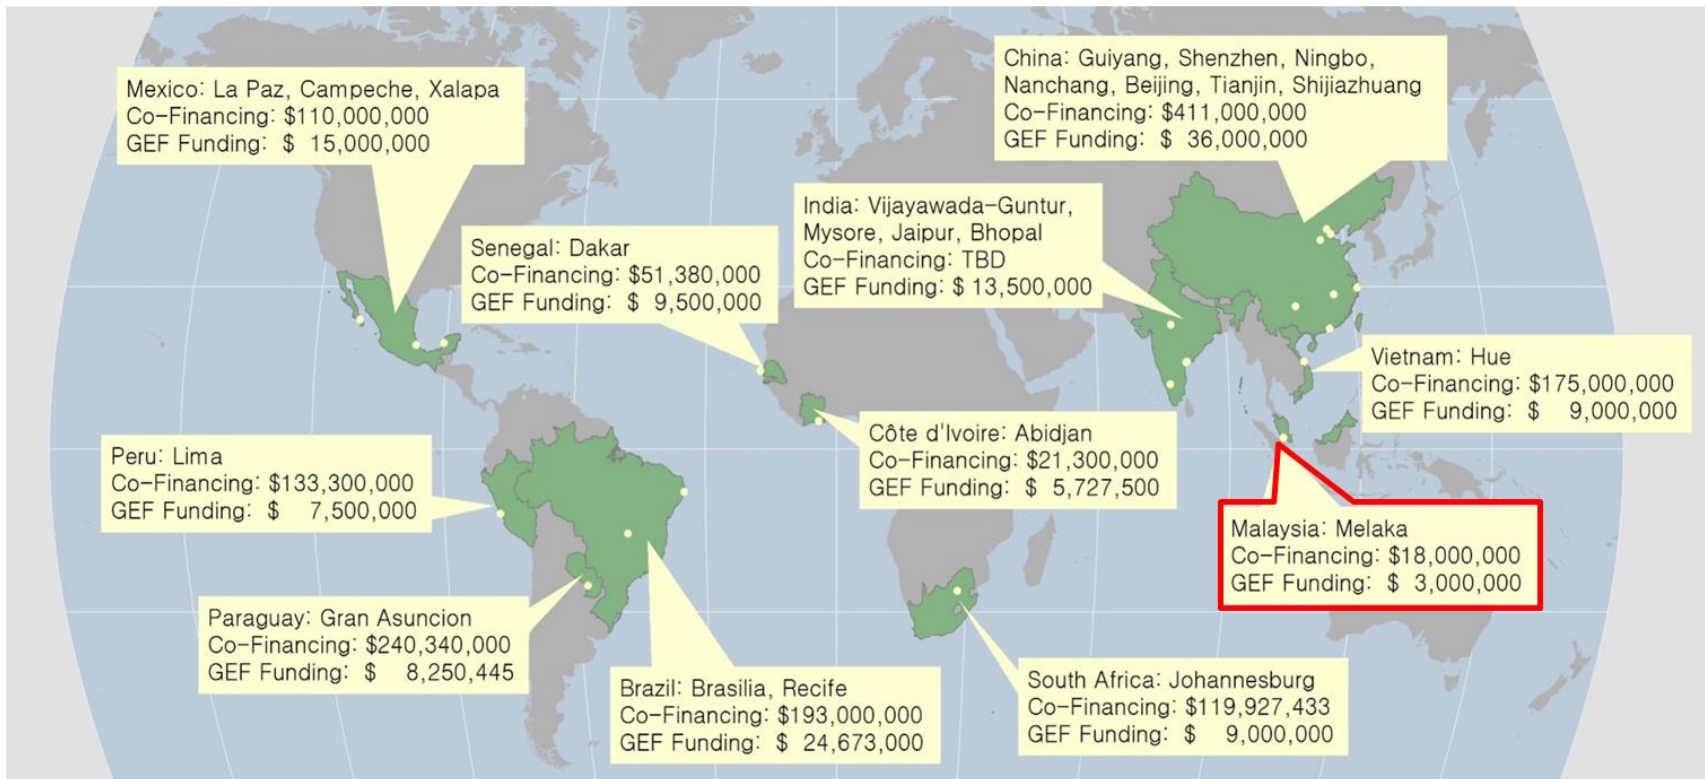 Mexico: La Paz, Campeche, Xalapa
Co-Financing: $110,000,000
GEF Funding: $ 15,000,000
China: Guiyang, Shenzhen, Ningbo,
Nanchang, Beijing, Tianjin, Shijiazhuang
Co-Financing: $411,000,000
GEF Funding: $ 36,000,000
Senegal: Dakar
Co-Financing: $51,380,000
GEF Funding: $ 9,500,000
India: Vijayawada-Guntur,
Mysore, Jaipur, Bhopal
Co-Financing: TBD
GEF Funding: $ 13,500,000
Vietnam: Hue
Co-Financing: $175,000,000
GEF Funding: $ 9,000,000
Peru: Lima
Co-Financing: $133,300,000
GEF Funding: $ 7,500,000
Côte d'Ivoire: Abidjan
Co-Financing: $21,300,000
GEF Funding: $ 5,727,500
Malaysia: Melaka
Co-Financing: $18,000,000
GEF Funding: $ 3,000,000
Paraguay: Gran Asuncion
Co-Financing: $240,340,000
GEF Funding: $ 8,250,445
Brazil: Brasilia, Recife
Co-Financing: $193,000,000
GEF Funding: $ 24,673,000
South Africa: Johannesburg
Co-Financing: $119,927,433
GEF Funding: $ 9,000,000